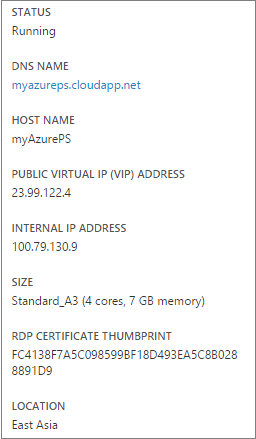 STATUS
Running
DNS NAME
myazureps.cloudapp.net
HOST NAME
myAzurePS
PUBLIC VIRTUAL IP (VIP) ADDRESS
23.99.122.4
INTERNAL IP ADDRESS
100.79.130.9
SIZE
Standard_A3 (4 cores, 7 GB memory)
RDP CERTIFICATE THUMBPRINT
FC4138F7A5C098599BF18D493EA5C8B028
8891D9
LOCATION
East Asia